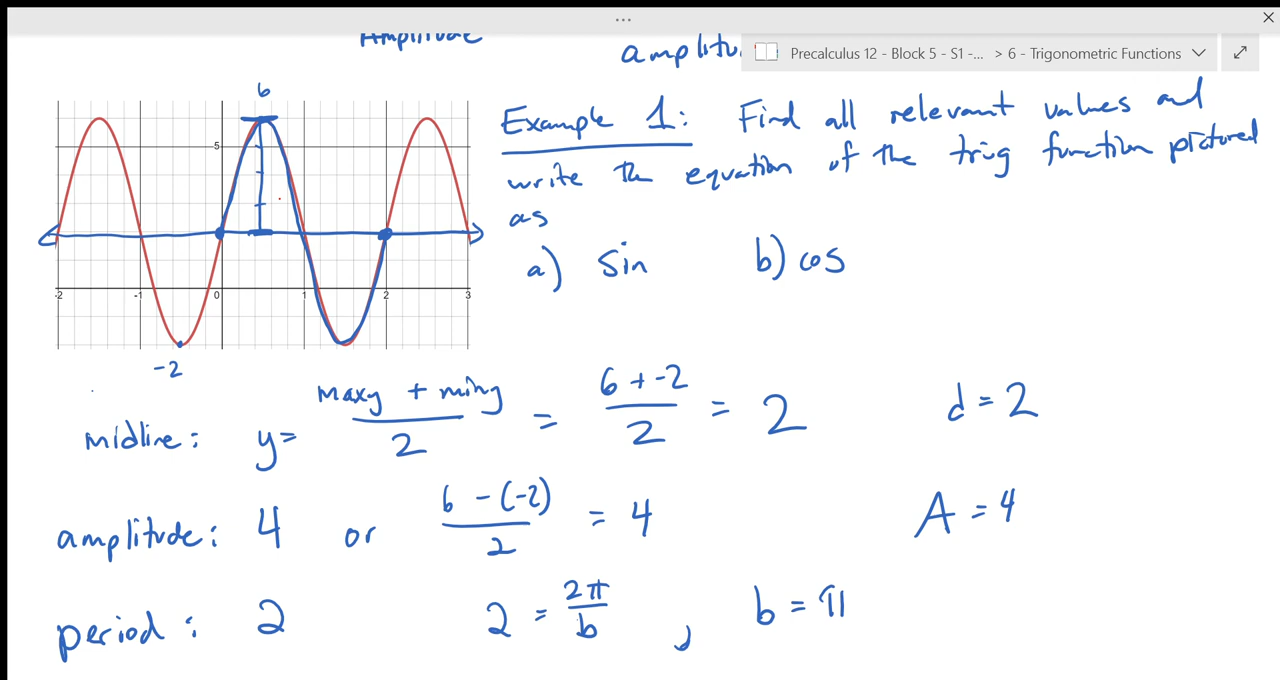 ...
Amplitude
amplitu
Precalculus 12 - Block 5 - S1 -... > 6 - Trigonometric Functions
6
Example 1: Find all relevant values and
write the equation of the trig function pictured
as
a) sin b) cos
5
-2 -1 0 1 2 3
-2
midline: y= maxy + miny / 2 = 6 + -2 / 2 = 2 d = 2
amplitude: 4 or 6 - (-2) / 2 = 4 A = 4
period: 2 2 = 2π / b , b = π